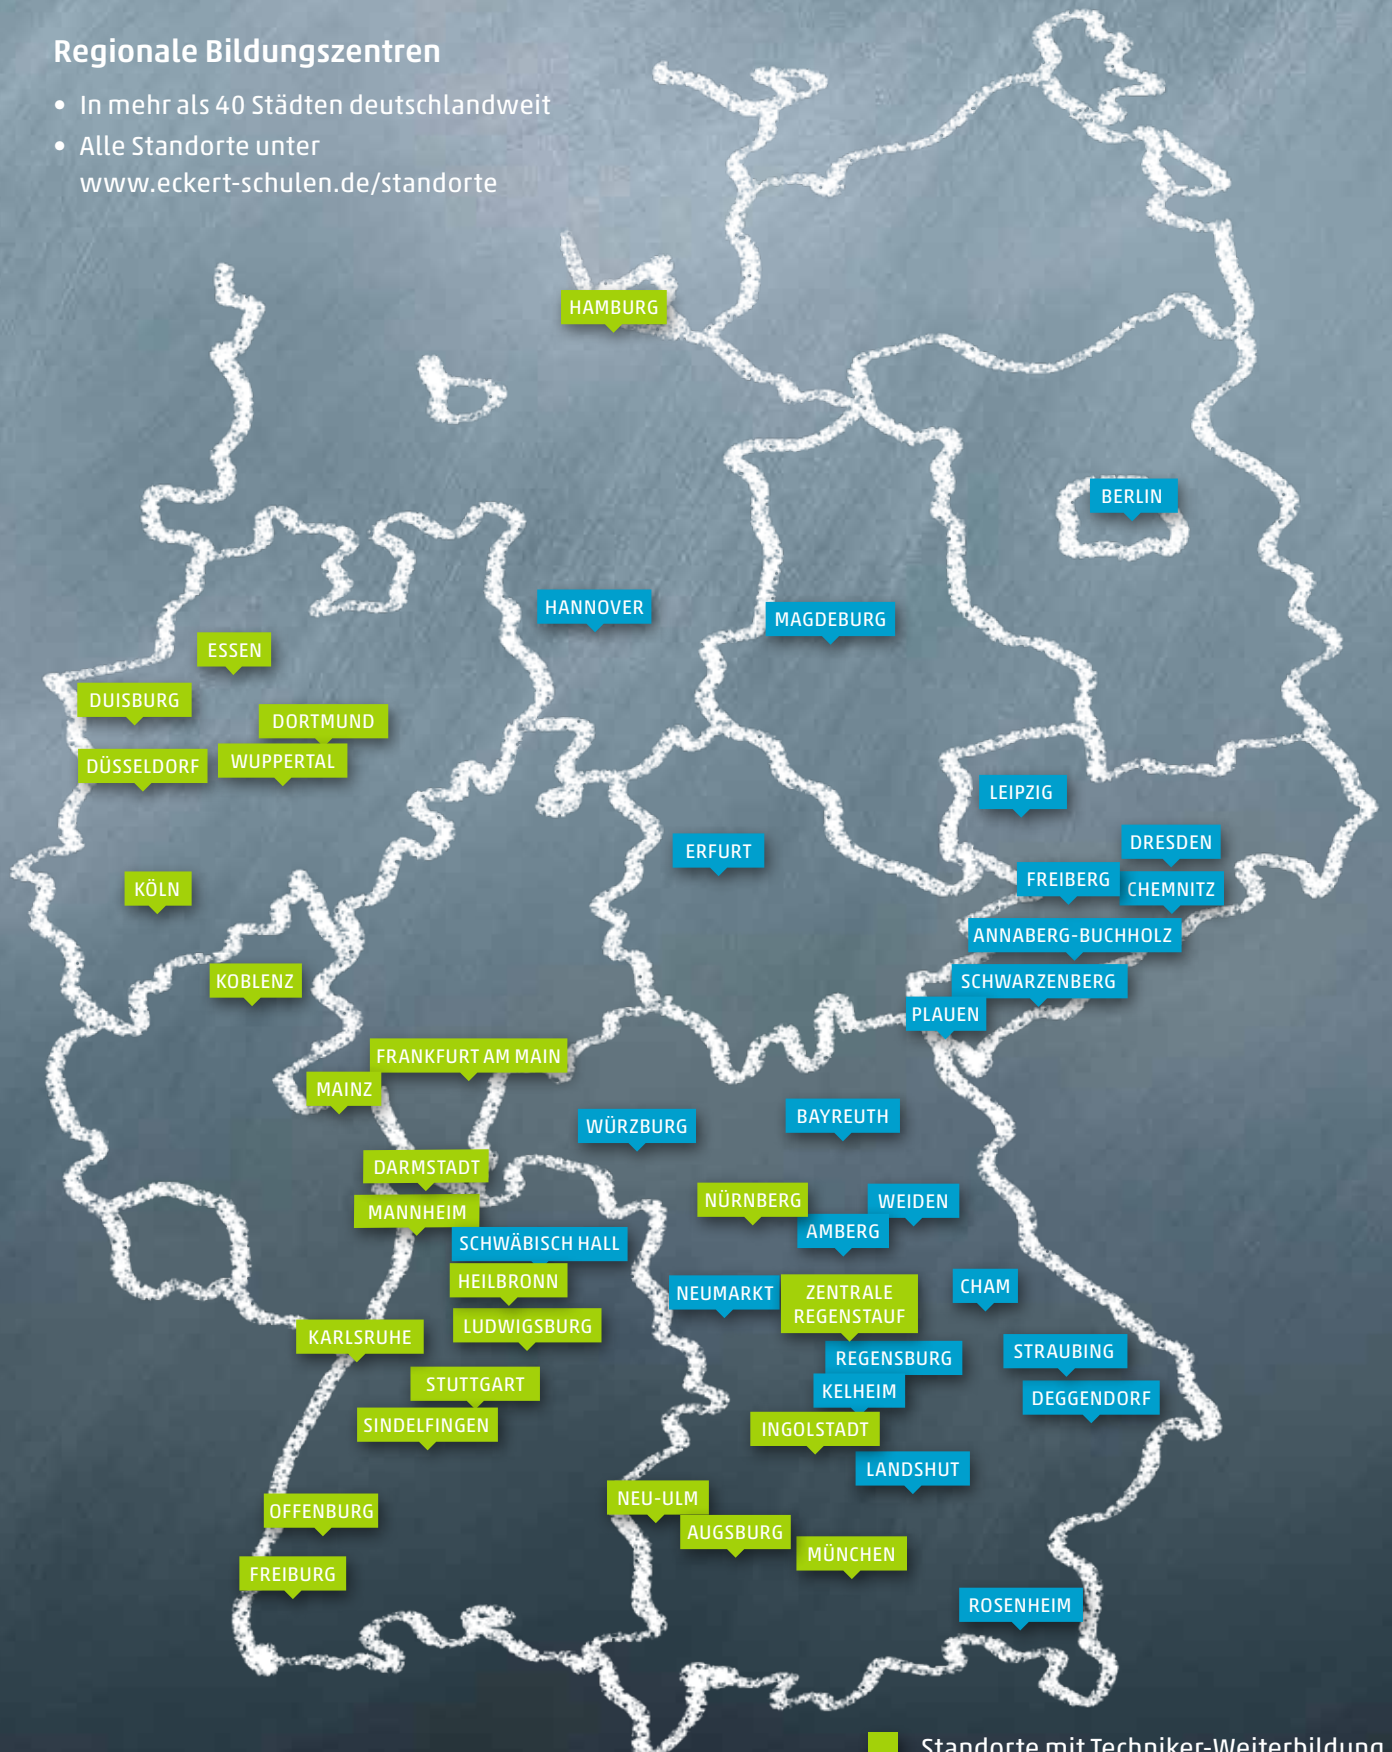 Regionale Bildungszentren
• In mehr als 40 Städten deutschlandweit
• Alle Standorte unter
www.eckert-schulen.de/standorte
HAMBURG
BERLIN
HANNOVER
MAGDEBURG
ESSEN
DUISBURG
DORTMUND
DÜSSELDORF
WUPPERTAL
LEIPZIG
DRESDEN
ERFURT
FREIBERG
CHEMNITZ
KÖLN
ANNABERG-BUCHHOLZ
KOBLENZ
SCHWARZENBERG
PLAUEN
FRANKFURT AM MAIN
MAINZ
WÜRZBURG
BAYREUTH
DARMSTADT
MANNHEIM
NÜRNBERG
WEIDEN
AMBERG
SCHWÄBISCH HALL
HEILBRONN
NEUMARKT
ZENTRALE
REGENSTAUF
CHAM
LUDWIGSBURG
KARLSRUHE
REGENSBURG
STRAUBING
STUTTGART
KELHEIM
DEGGENDORF
SINDELFINGEN
INGOLSTADT
LANDSHUT
OFFENBURG
NEU-ULM
AUGSBURG
MÜNCHEN
FREIBURG
ROSENHEIM
Standorte mit Techniker-Weiterbildung